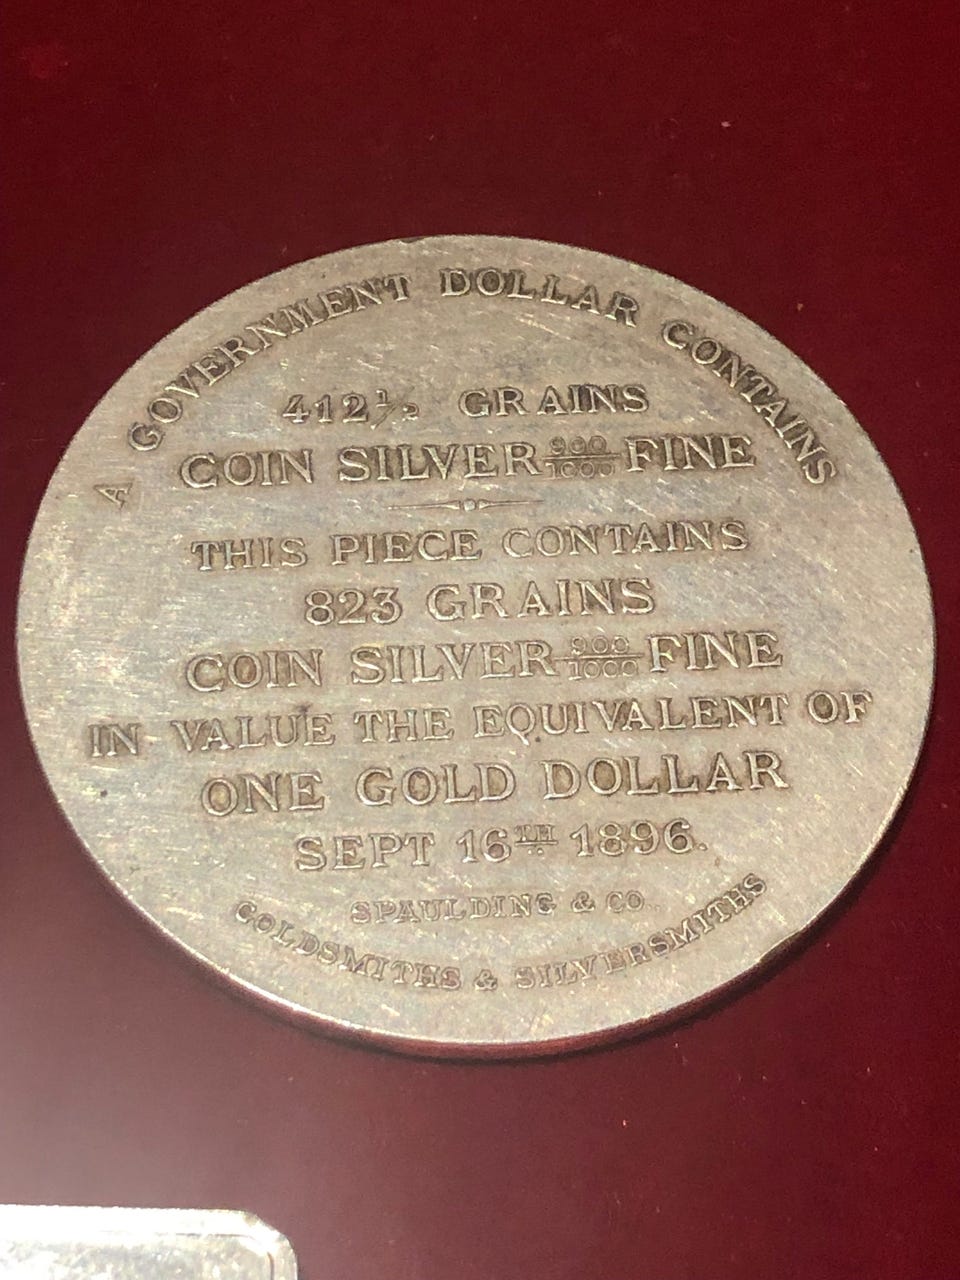 A GOVERNMENT DOLLAR CONTAINS
412½ GRAINS
COIN SILVER 900/1000 FINE
THIS PIECE CONTAINS
823 GRAINS
COIN SILVER 900/1000 FINE
IN VALUE THE EQUIVALENT OF
ONE GOLD DOLLAR
SEPT 16TH 1896.
SPAULDING & CO.
GOLDSMITHS & SILVERSMITHS